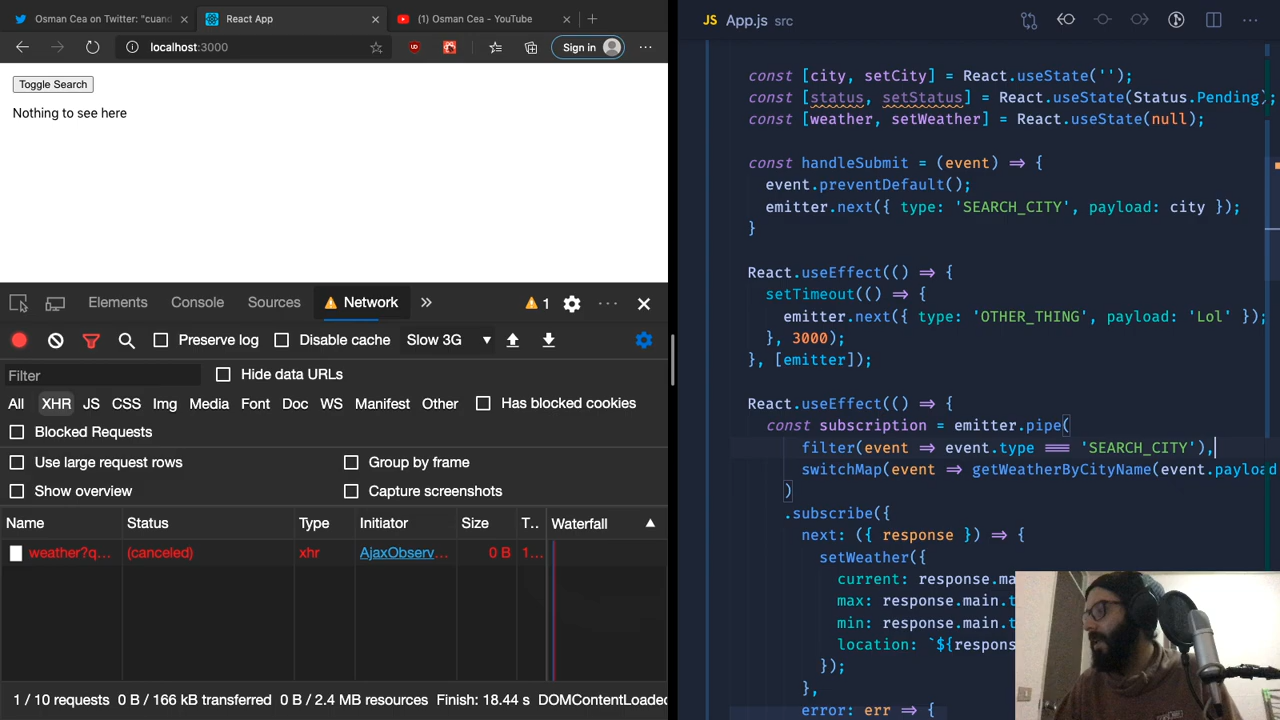 Osman Cea on Twitter: "cuand
React App
(1) Osman Cea - YouTube
localhost:3000
Sign in
Toggle Search
Nothing to see here
Elements
Console
Sources
Network
1
Preserve log
Disable cache
Slow 3G
Filter
Hide data URLs
All
XHR
JS
CSS
Img
Media
Font
Doc
WS
Manifest
Other
Has blocked cookies
Blocked Requests
Use large request rows
Group by frame
Show overview
Capture screenshots
Name
Status
Type
Initiator
Size
T..
Waterfall
weather?q...
(canceled)
xhr
AjaxObserv...
0 B
1...
1 / 10 requests
0 B / 166 kB transferred
0 B / 2.4 MB resources
Finish: 18.44 s
DOMContentLoaded
JS App.js src
const [city, setCity] = React.useState('');
const [status, setStatus] = React.useState(Status.Pending);
const [weather, setWeather] = React.useState(null);
const handleSubmit = (event) => {
event.preventDefault();
emitter.next({ type: 'SEARCH_CITY', payload: city });
}
React.useEffect(() => {
setTimeout(() => {
emitter.next({ type: 'OTHER_THING', payload: 'Lol' });
}, 3000);
}, [emitter]);
React.useEffect(() => {
const subscription = emitter.pipe(
filter(event => event.type === 'SEARCH_CITY'),
switchMap(event => getWeatherByCityName(event.payload
)
.subscribe({
next: ({ response }) => {
setWeather({
current: response.ma
max: response.main.t
min: response.main.t
location: `${respons
});
},
error: err => {